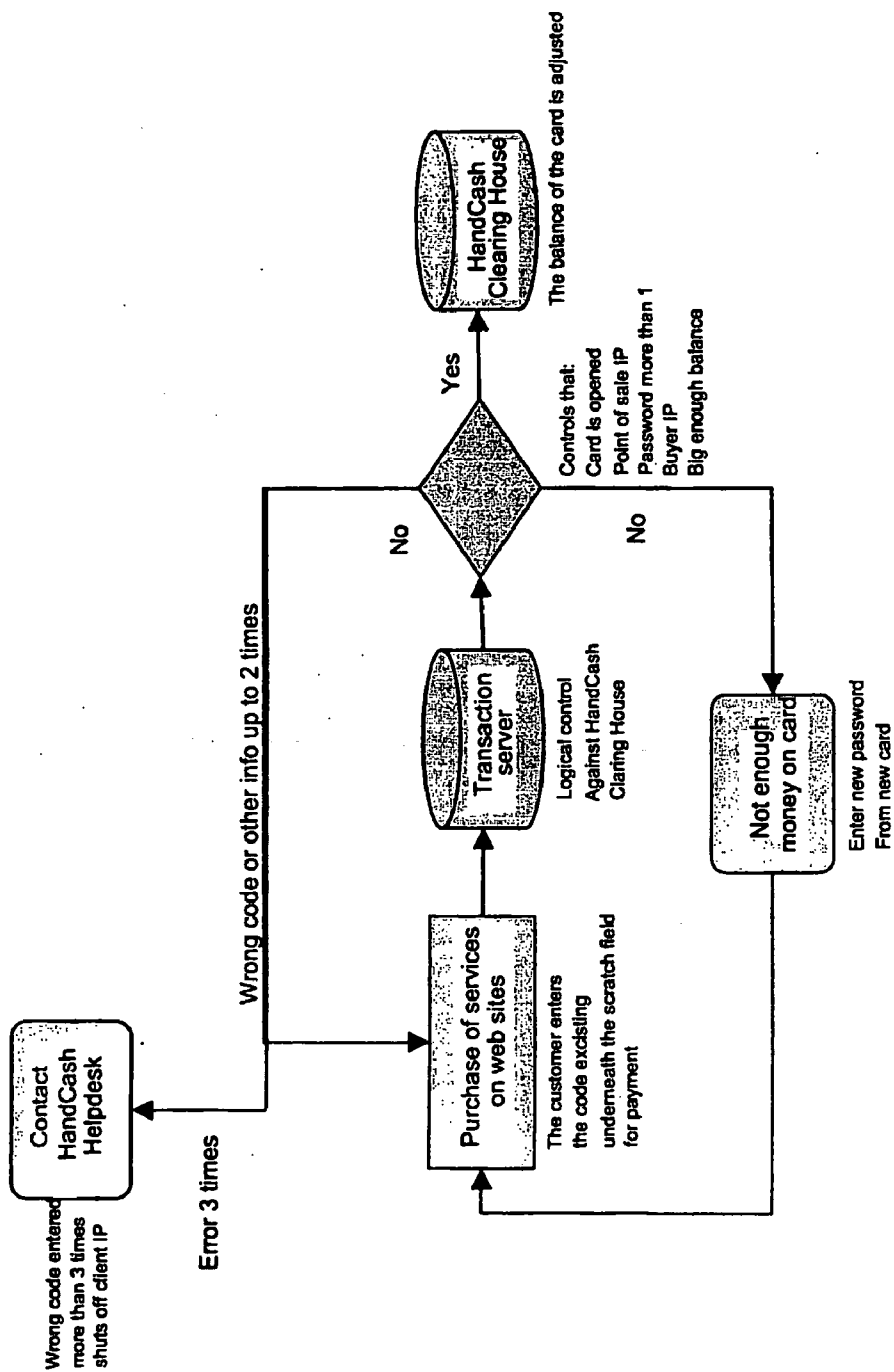 Wrong code entered
more than 3 times
shuts off client IP
Contact
HandCash
Helpdesk
Error 3 times
Wrong code or other info up to 2 times
Purchase of services
on web sites
The customer enters
the code excisting
underneath the scratch field
for payment
Transaction
server
Logical control
Against HandCash
Claring House
No
Yes
No
Controls that:
Card is opened
Point of sale IP
Password more than 1
Buyer IP
Big enough balance
HandCash
Clearing House
The balance of the card is adjusted
Not enough
money on card
Enter new password
From new card